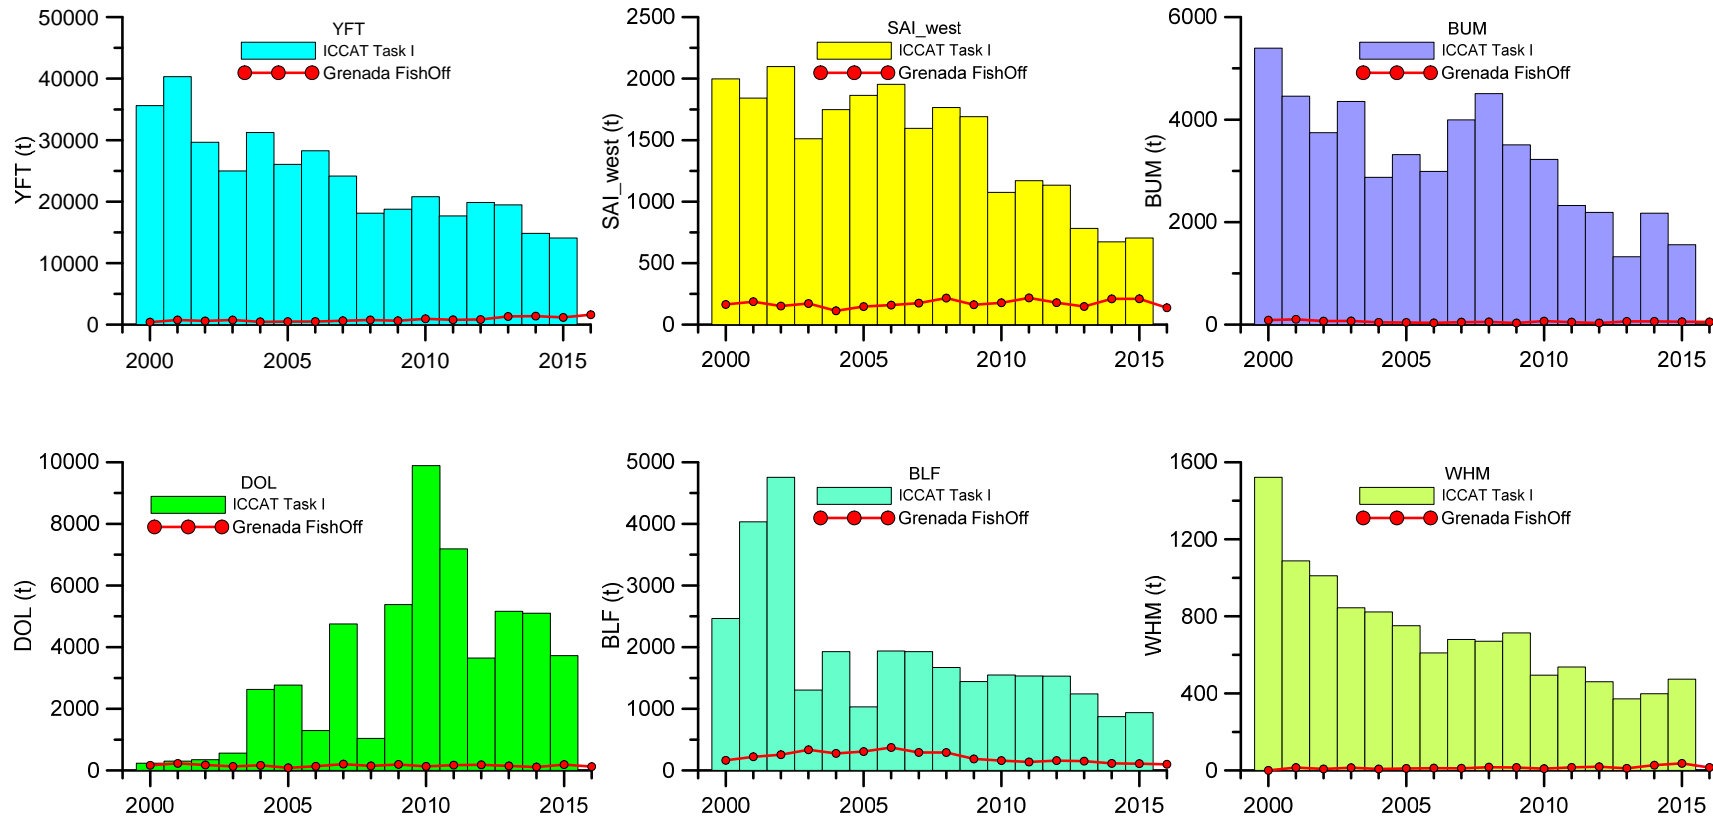 YFT
ICCAT Task I
Grenada FishOff
YFT (t)
50000
40000
30000
20000
10000
0
2000 2005 2010 2015
SAI_west
ICCAT Task I
Grenada FishOff
SAI_west (t)
2500
2000
1500
1000
500
0
2000 2005 2010 2015
BUM
ICCAT Task I
Grenada FishOff
BUM (t)
6000
4000
2000
0
2000 2005 2010 2015
DOL
ICCAT Task I
Grenada FishOff
DOL (t)
10000
8000
6000
4000
2000
0
2000 2005 2010 2015
BLF
ICCAT Task I
Grenada FishOff
BLF (t)
5000
4000
3000
2000
1000
0
2000 2005 2010 2015
WHM
ICCAT Task I
Grenada FishOff
WHM (t)
1600
1200
800
400
0
2000 2005 2010 2015